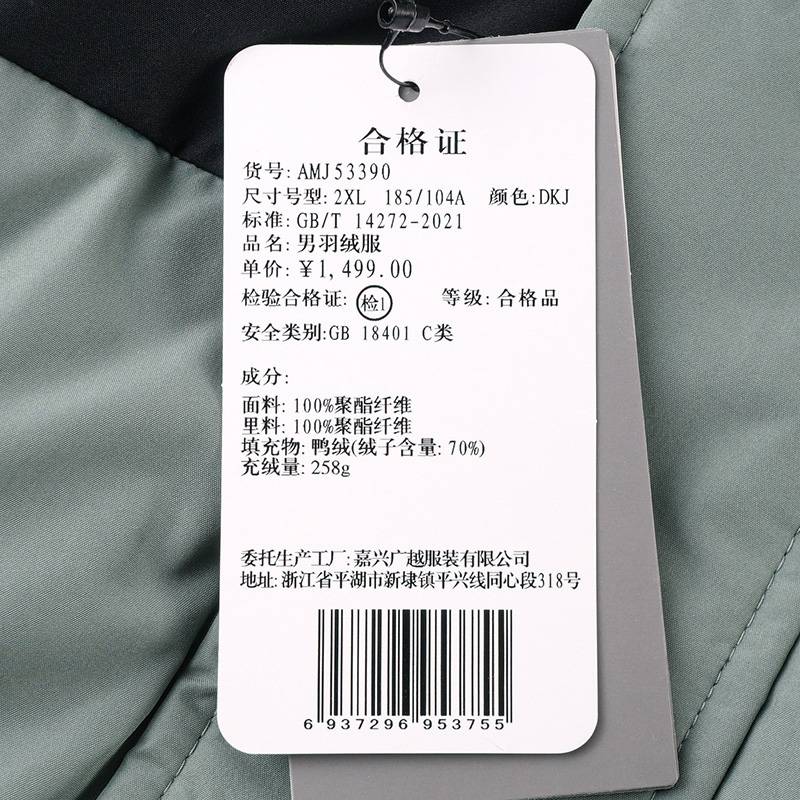 合格证
货号: AMJ53390
尺寸号型: 2XL 185/104A 颜色:DKJ
标准: GB/T 14272-2021
品名: 男羽绒服
单价: ¥1,499.00
检验合格证: 检1 等级: 合格品
安全类别:GB 18401 C类
成分:
面料: 100%聚酯纤维
里料: 100%聚酯纤维
填充物: 鸭绒(绒子含量: 70%)
充绒量: 258g
委托生产工厂: 嘉兴广越服装有限公司
地址: 浙江省平湖市新埭镇平兴线同心段318号
6 937296 953755